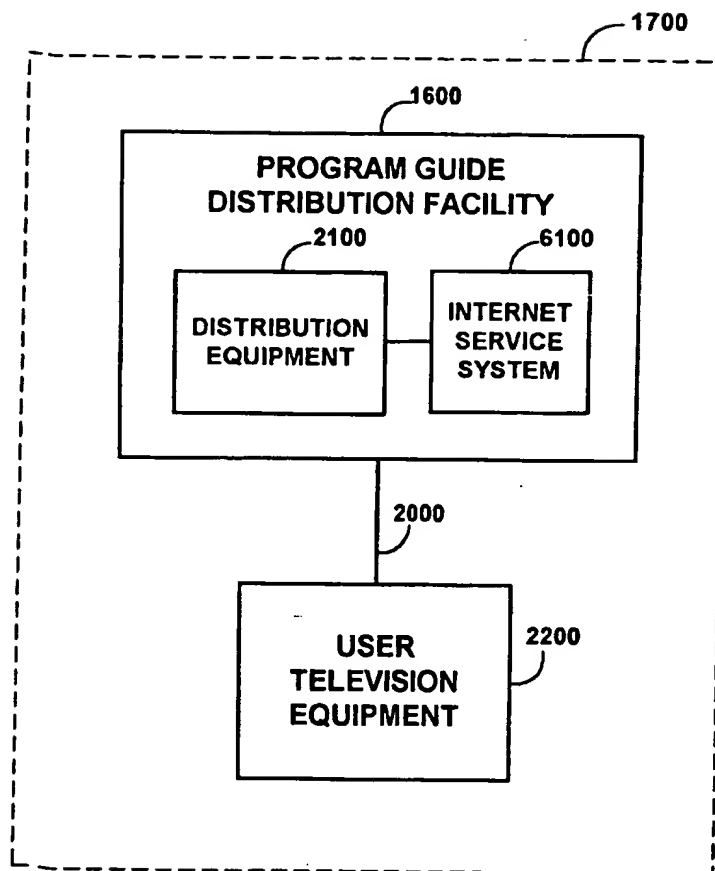 1700
1600
PROGRAM GUIDE
DISTRIBUTION FACILITY
2100
6100
DISTRIBUTION
EQUIPMENT
INTERNET
SERVICE
SYSTEM
2000
USER
TELEVISION
EQUIPMENT
2200